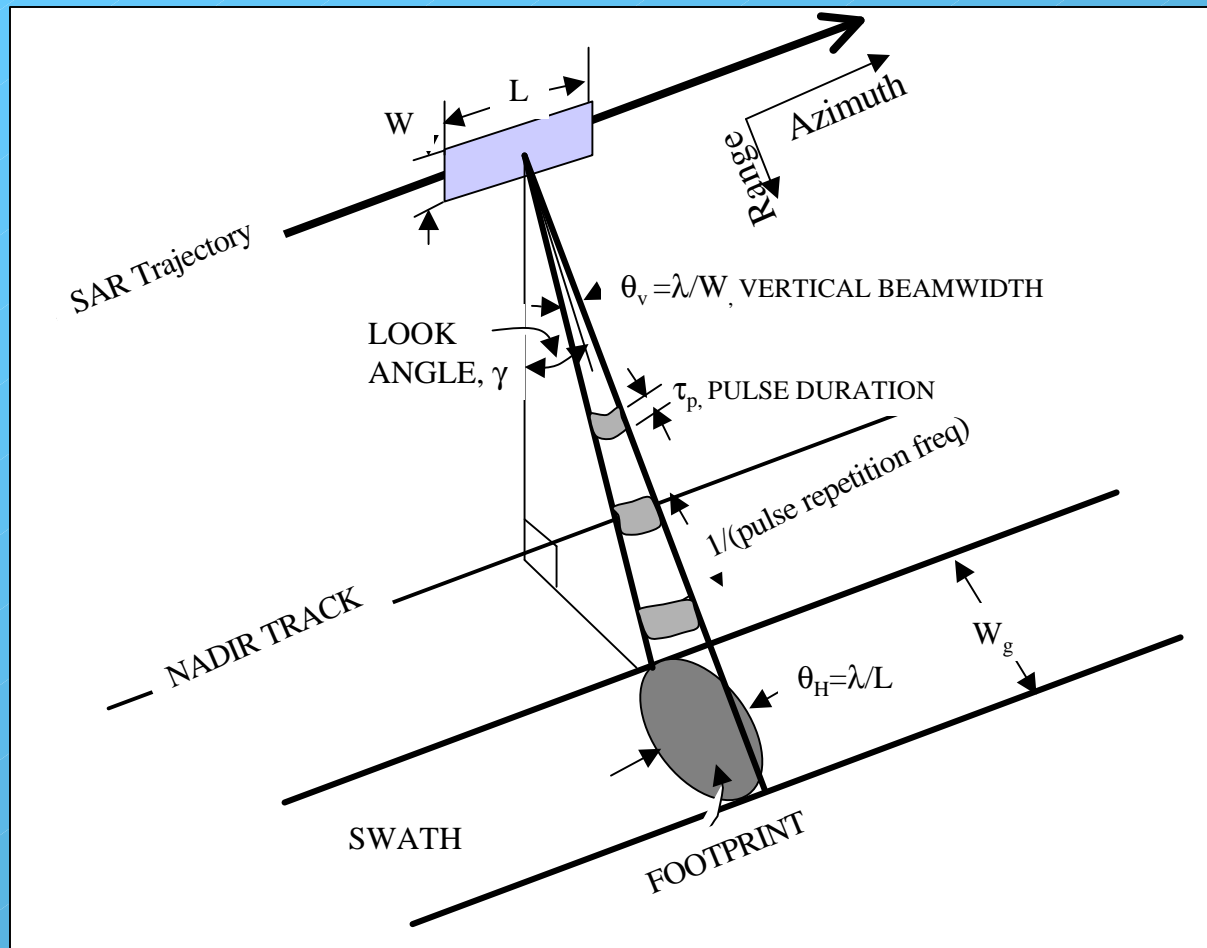 L
W
Azimuth
Range
SAR Trajectory
θv =λ/W, VERTICAL BEAMWIDTH
LOOK
ANGLE, γ
τp, PULSE DURATION
1/(pulse repetition freq)
NADIR TRACK
Wg
θH=λ/L
SWATH
FOOTPRINT